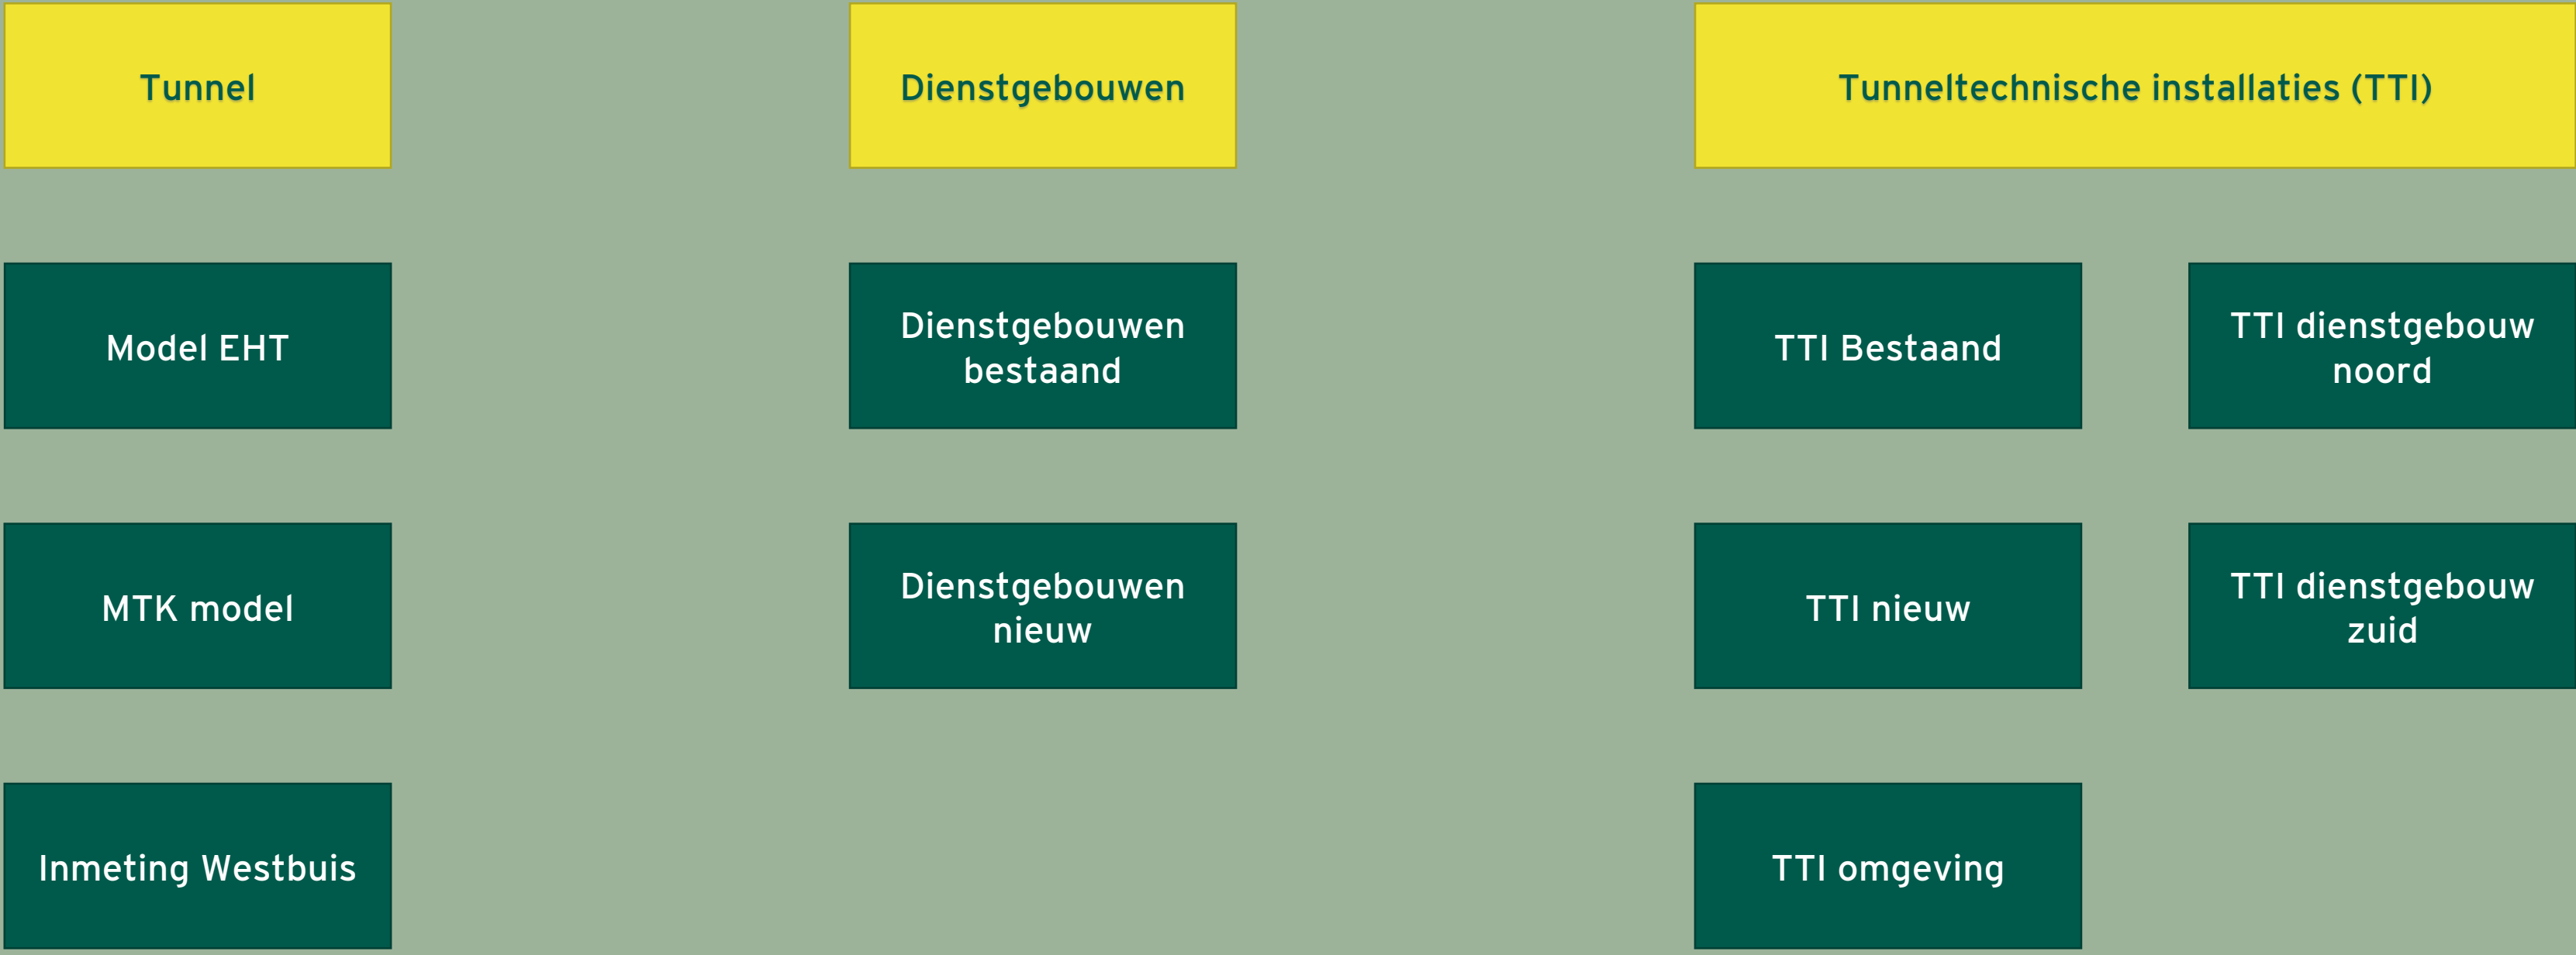 Tunnel
Dienstgebouwen
Tunneltechnische installaties (TTI)
Model EHT
Dienstgebouwen
bestaand
TTI Bestaand
TTI dienstgebouw
noord
MTK model
Dienstgebouwen
nieuw
TTI nieuw
TTI dienstgebouw
zuid
Inmeting Westbuis
TTI omgeving